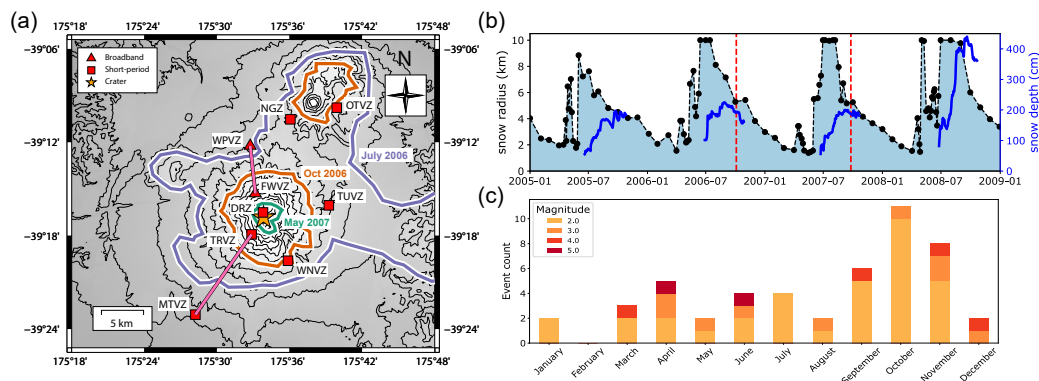 (a)
175°24'
175°30'
175°36'
175°42'
175°48'
−39°06'
−39°12'
−39°18'
−39°24'
Broadband
Short-period
Crater
N
NGZ
OTVZ
WPVZ
July 2006
Oct 2006
FWVZ
DRZ
TUVZ
May 2007
TRVZ
WNVZ
MTVZ
5 km
−39°06'
−39°12'
−39°18'
−39°24'
175°18'
175°24'
175°30'
175°36'
175°42'
175°48'
(b)
snow radius (km)
10
8
6
4
2
0
400
300
200
100
0
snow depth (cm)
2005-01
2005-07
2006-01
2006-07
2007-01
2007-07
2008-01
2008-07
2009-01
(c)
Magnitude
2.0
3.0
4.0
5.0
Event count
10
8
6
4
2
0
January
February
March
April
May
June
July
August
September
October
November
December